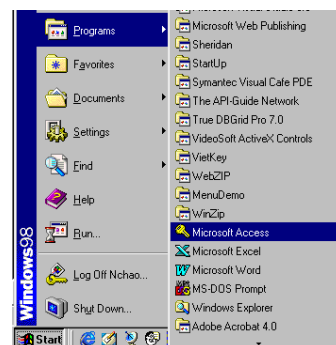 Programs
Favorites
Documents
Settings
Find
Help
Run...
Log Off Nchao...
Shut Down...
Windows98
Start
Microsoft Web Publishing
Sheridan
StartUp
Symantec Visual Cafe PDE
The API-Guide Network
True DBGrid Pro 7.0
VideoSoft ActiveX Controls
VietKey
WebZIP
MenuDemo
WinZip
Microsoft Access
Microsoft Excel
Microsoft Word
MS-DOS Prompt
Windows Explorer
Adobe Acrobat 4.0